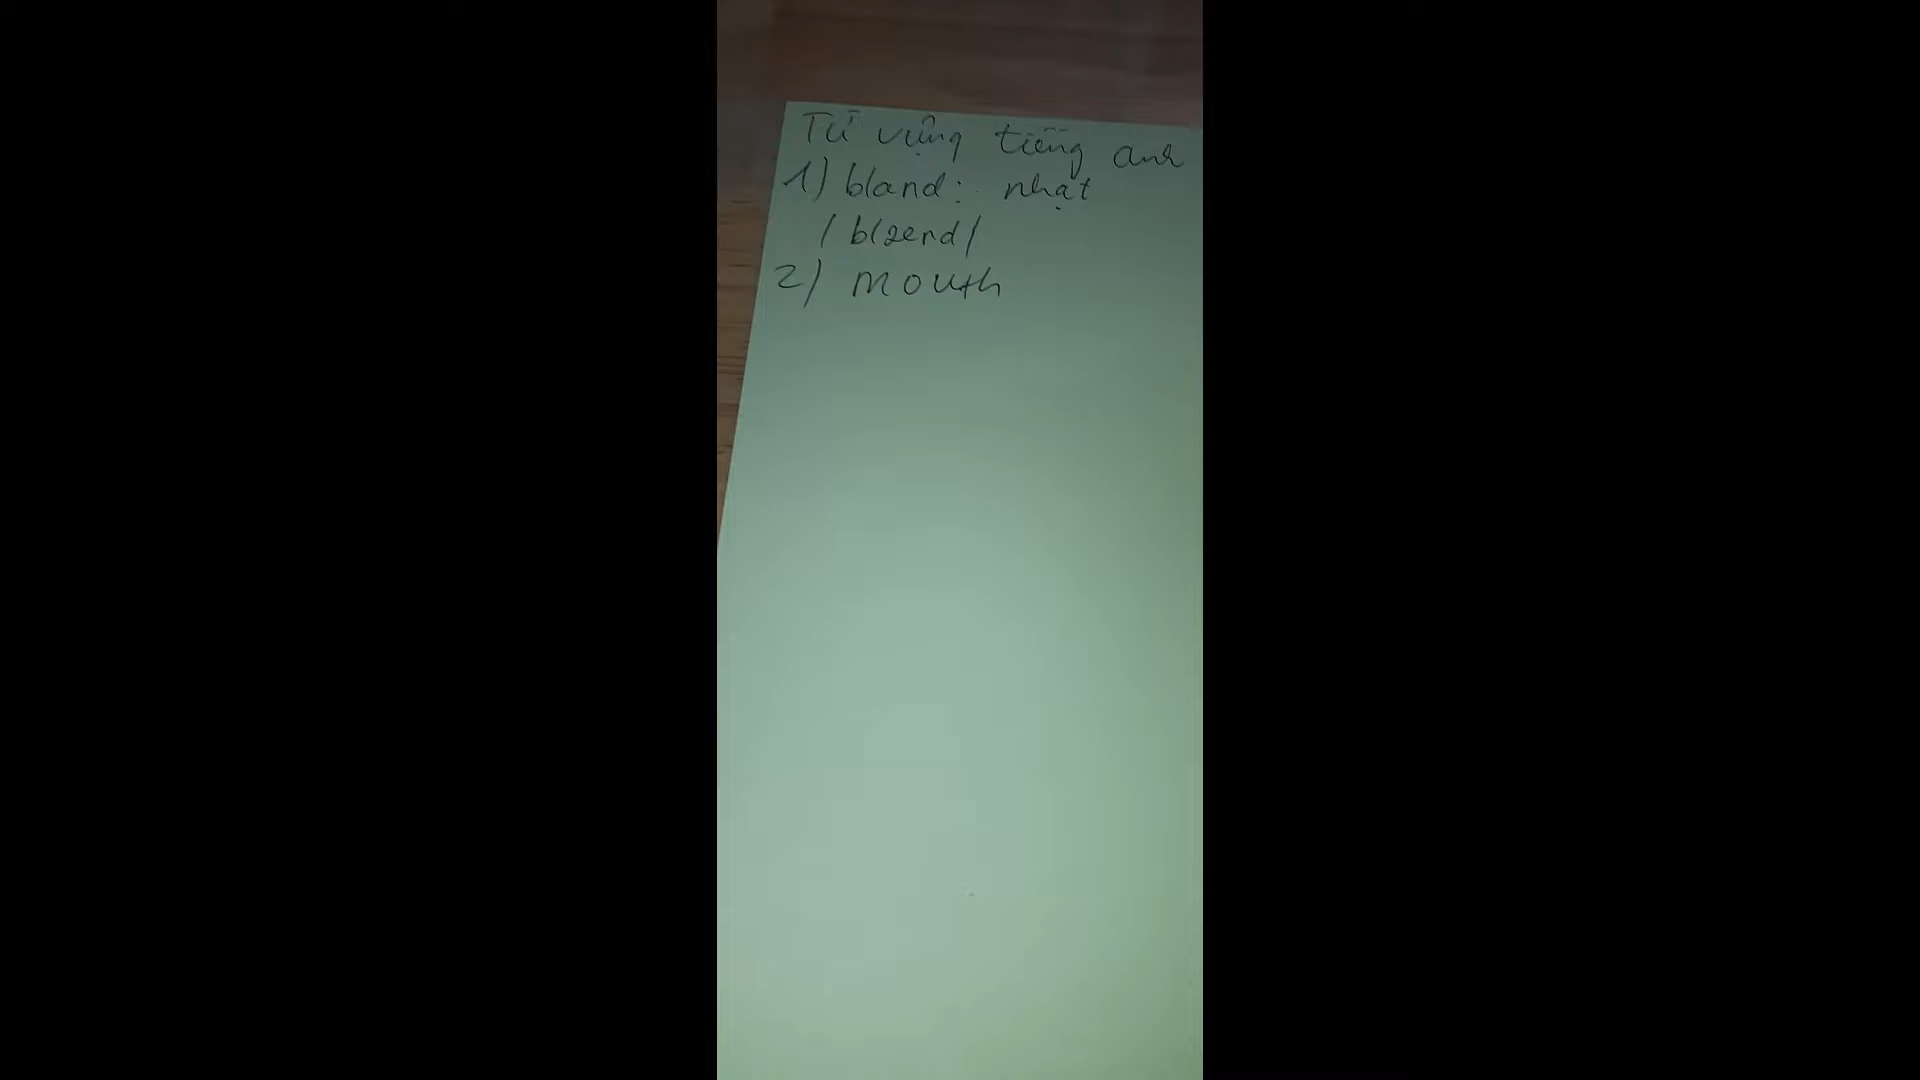 Từ vựng tiếng anh
1) bland: nhạt
/blænd/
2) mouth